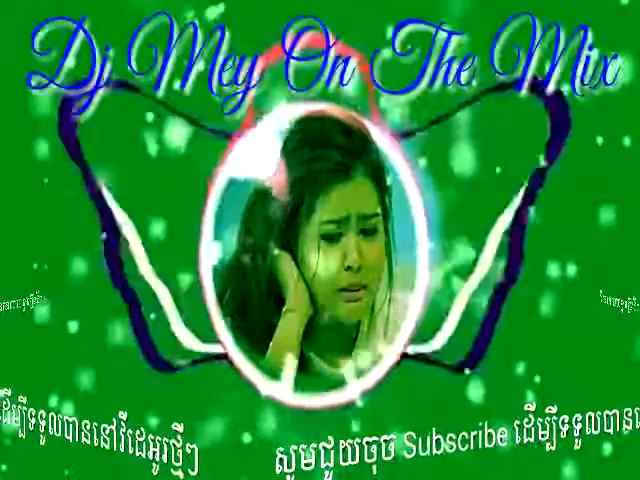 Dj Mey On The Mix
ដើម្បីទទួលបាននៅវីដេអូរថ្មីៗ
សូមជួយចុច Subscribe ដើម្បីទទួលបាន